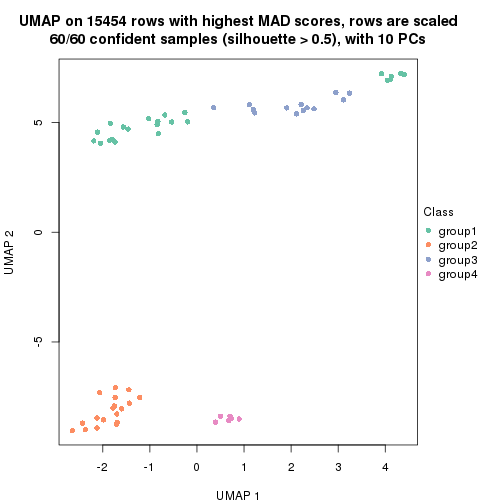 UMAP on 15454 rows with highest MAD scores, rows are scaled
60/60 confident samples (silhouette > 0.5), with 10 PCs
5
0
-5
UMAP 2
-2
-1
0
1
2
3
4
UMAP 1
Class
group1
group2
group3
group4